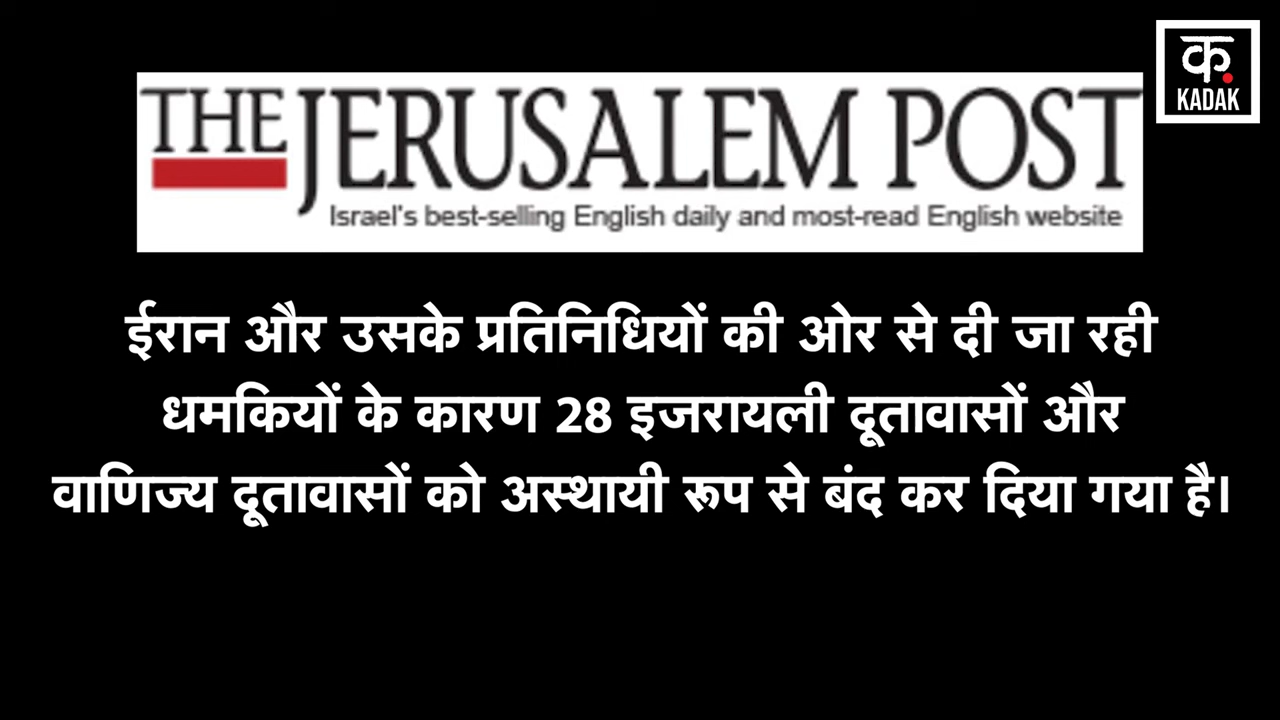 क.
KADAK
THE JERUSALEM POST
Israel's best-selling English daily and most-read English website
ईरान और उसके प्रतिनिधियों की ओर से दी जा रही
धमकियों के कारण 28 इजरायली दूतावासों और
वाणिज्य दूतावासों को अस्थायी रूप से बंद कर दिया गया है।